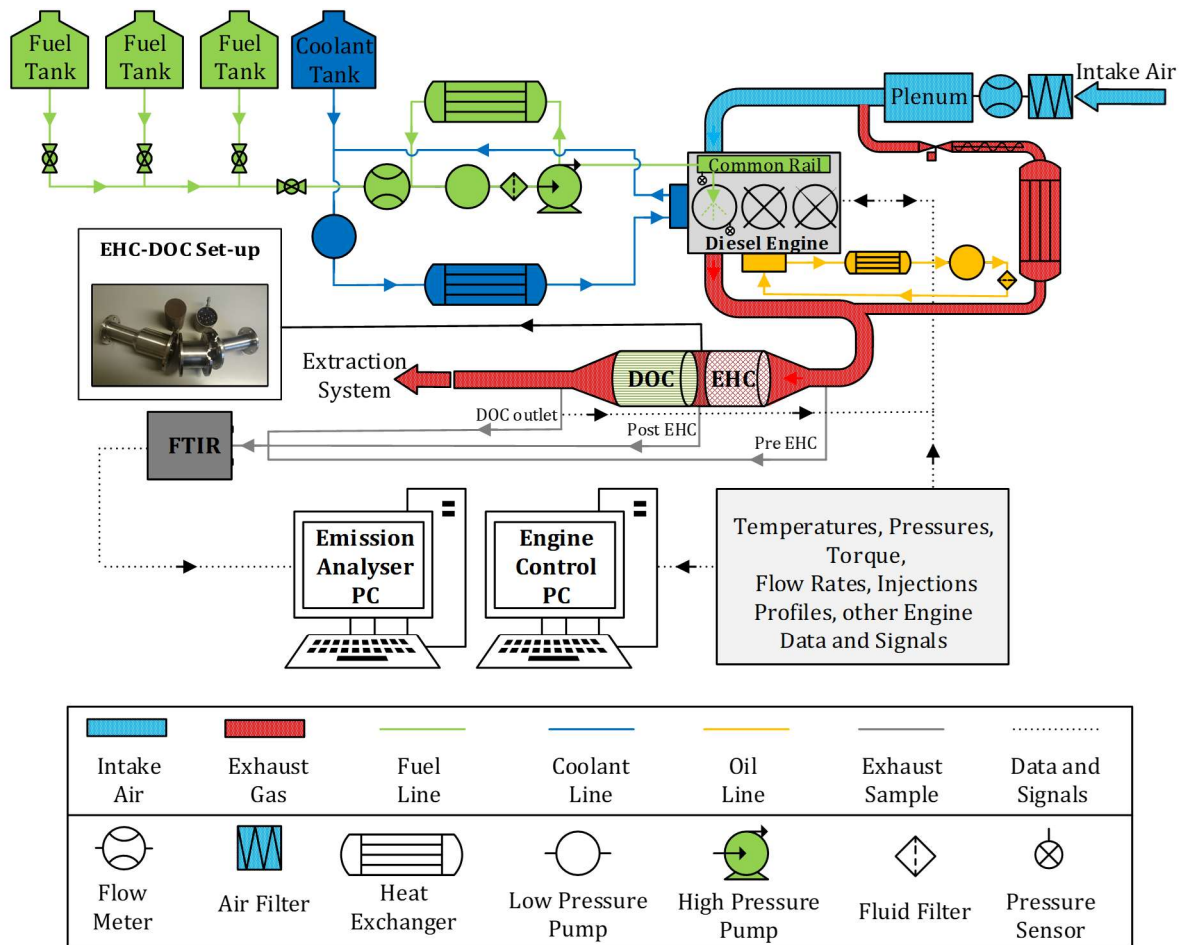 Fuel
Tank
Fuel
Tank
Fuel
Tank
Coolant
Tank
Intake Air
Plenum
Common Rail
Diesel Engine
EHC-DOC Set-up
Extraction
System
DOC
EHC
DOC outlet
Post EHC
Pre EHC
FTIR
Emission
Analyser
PC
Engine
Control
PC
Temperatures, Pressures,
Torque,
Flow Rates, Injections
Profiles, other Engine
Data and Signals
Intake
Air
Exhaust
Gas
Fuel
Line
Coolant
Line
Oil
Line
Exhaust
Sample
Data and
Signals
Flow
Meter
Air Filter
Heat
Exchanger
Low Pressure
Pump
High Pressure
Pump
Fluid Filter
Pressure
Sensor